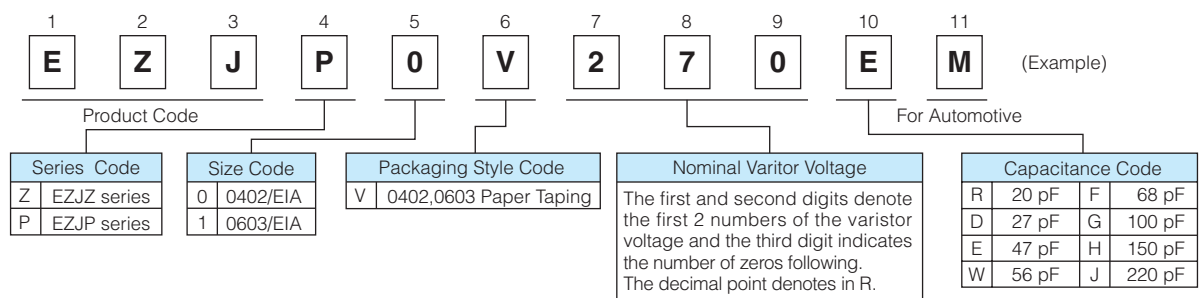 1 2 3 4 5 6 7 8 9 10 11
E Z J P 0 V 2 7 0 E M (Example)
Product Code
For Automotive
Series Code
Z EZJZ series
P EZJP series
Size Code
0 0402/EIA
1 0603/EIA
Packaging Style Code
V 0402,0603 Paper Taping
Nominal Varitor Voltage
The first and second digits denote
the first 2 numbers of the varistor
voltage and the third digit indicates
the number of zeros following.
The decimal point denotes in R.
Capacitance Code
R 20 pF F 68 pF
D 27 pF G 100 pF
E 47 pF H 150 pF
W 56 pF J 220 pF